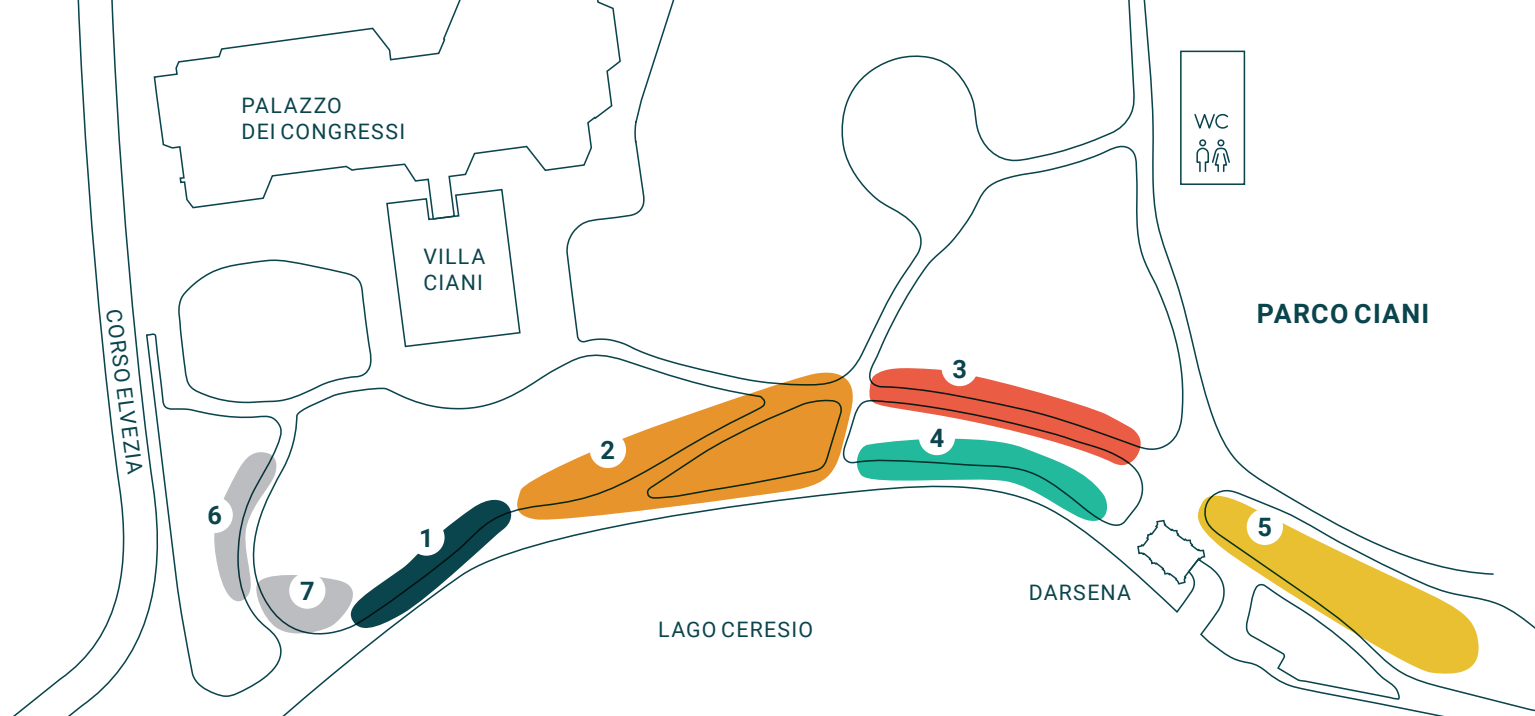 PALAZZO
DEI CONGRESSI
WC
VILLA
CIANI
PARCO CIANI
CORSO ELVEZIA
3
4
2
6
1
5
7
DARSENA
LAGO CERESIO